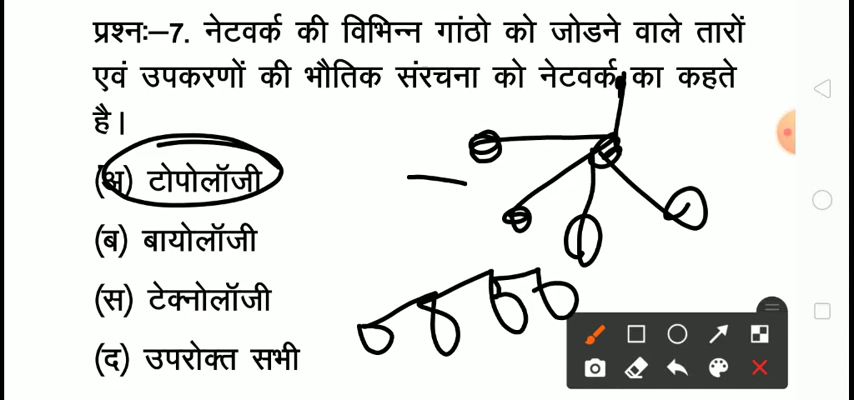 प्रश्नः–7. नेटवर्क की विभिन्न गांठो को जोडने वाले तारों
एवं उपकरणों की भौतिक संरचना को नेटवर्क का कहते
है।
(अ) टोपोलॉजी
(ब) बायोलॉजी
(स) टेक्नोलॉजी
(द) उपरोक्त सभी